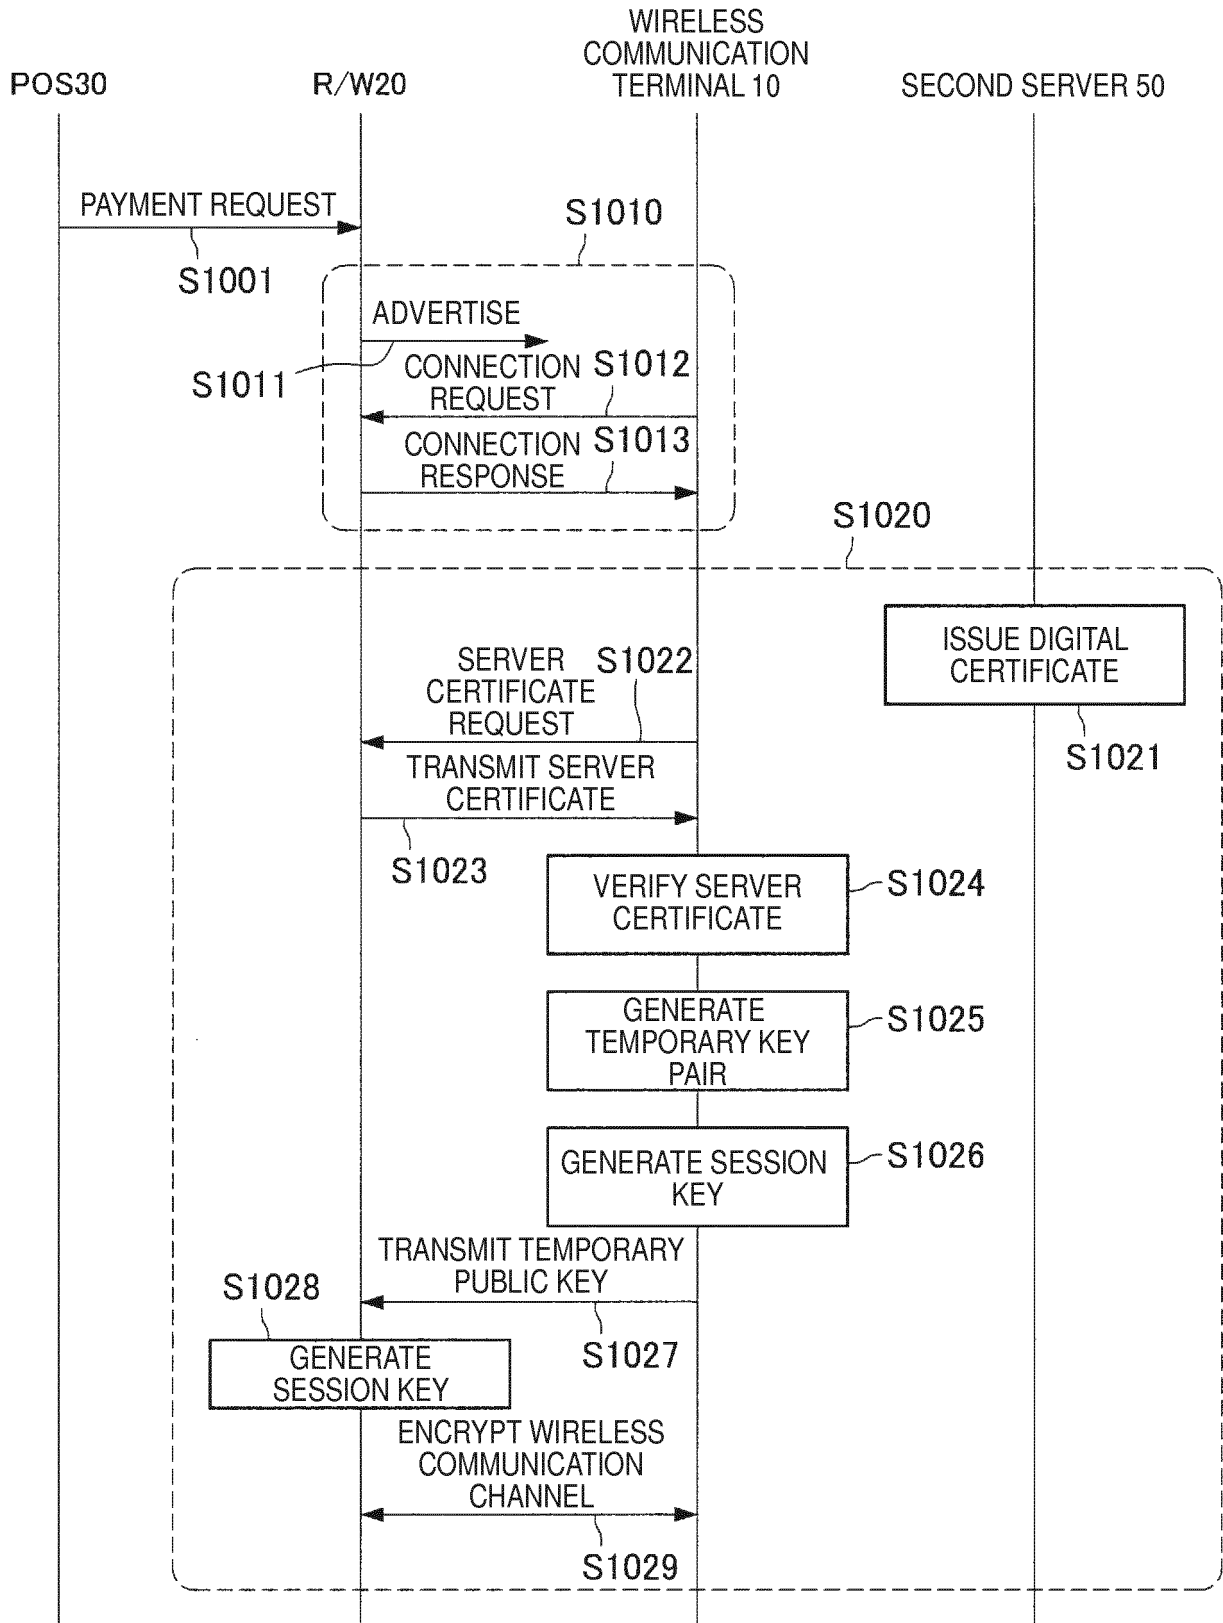 WIRELESS
COMMUNICATION
TERMINAL 10
POS30
R/W20
SECOND SERVER 50
PAYMENT REQUEST
S1001
S1010
ADVERTISE
S1011
CONNECTION
REQUEST
S1012
CONNECTION
RESPONSE
S1013
S1020
ISSUE DIGITAL
CERTIFICATE
S1021
SERVER
CERTIFICATE
REQUEST
S1022
TRANSMIT SERVER
CERTIFICATE
S1023
VERIFY SERVER
CERTIFICATE
S1024
GENERATE
TEMPORARY KEY
PAIR
S1025
GENERATE SESSION
KEY
S1026
TRANSMIT TEMPORARY
PUBLIC KEY
S1027
S1028
GENERATE
SESSION KEY
ENCRYPT WIRELESS
COMMUNICATION
CHANNEL
S1029